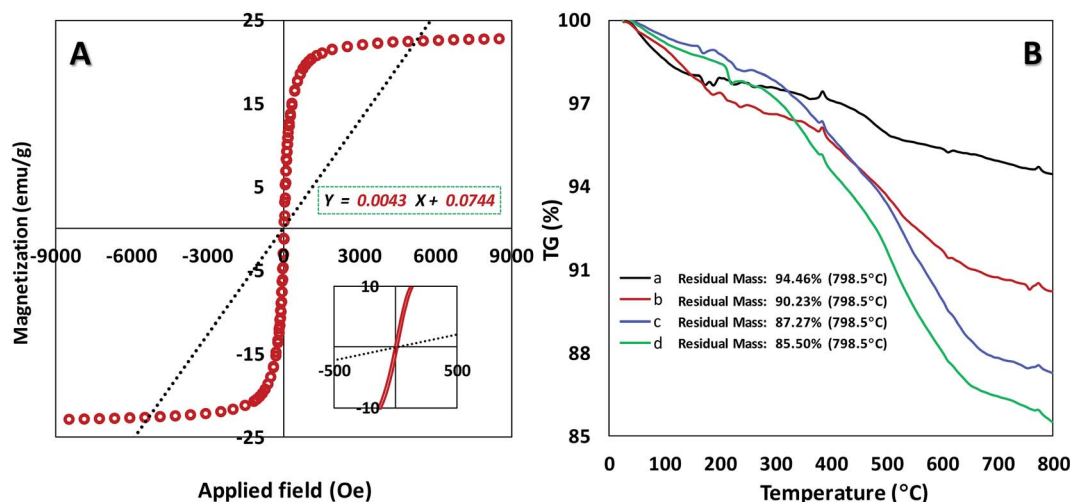 A
25
15
5
-5
-15
-25
-9000 -6000 -3000 0 3000 6000 9000
Magnetization (emu/g)
Applied field (Oe)
Y = 0.0043 X + 0.0744
10
-500 500
-10
B
100
97
94
91
88
85
TG (%)
a Residual Mass: 94.46% (798.5°C)
b Residual Mass: 90.23% (798.5°C)
c Residual Mass: 87.27% (798.5°C)
d Residual Mass: 85.50% (798.5°C)
0 100 200 300 400 500 600 700 800
Temperature (°C)